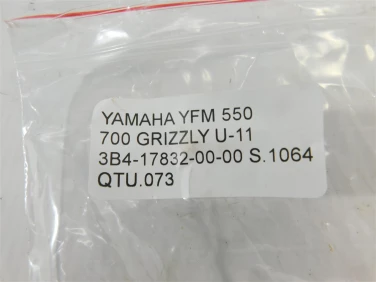 YAMAHA YFM 550
700 GRIZZLY U-11
3B4-17832-00-00 S.1064
QTU.073